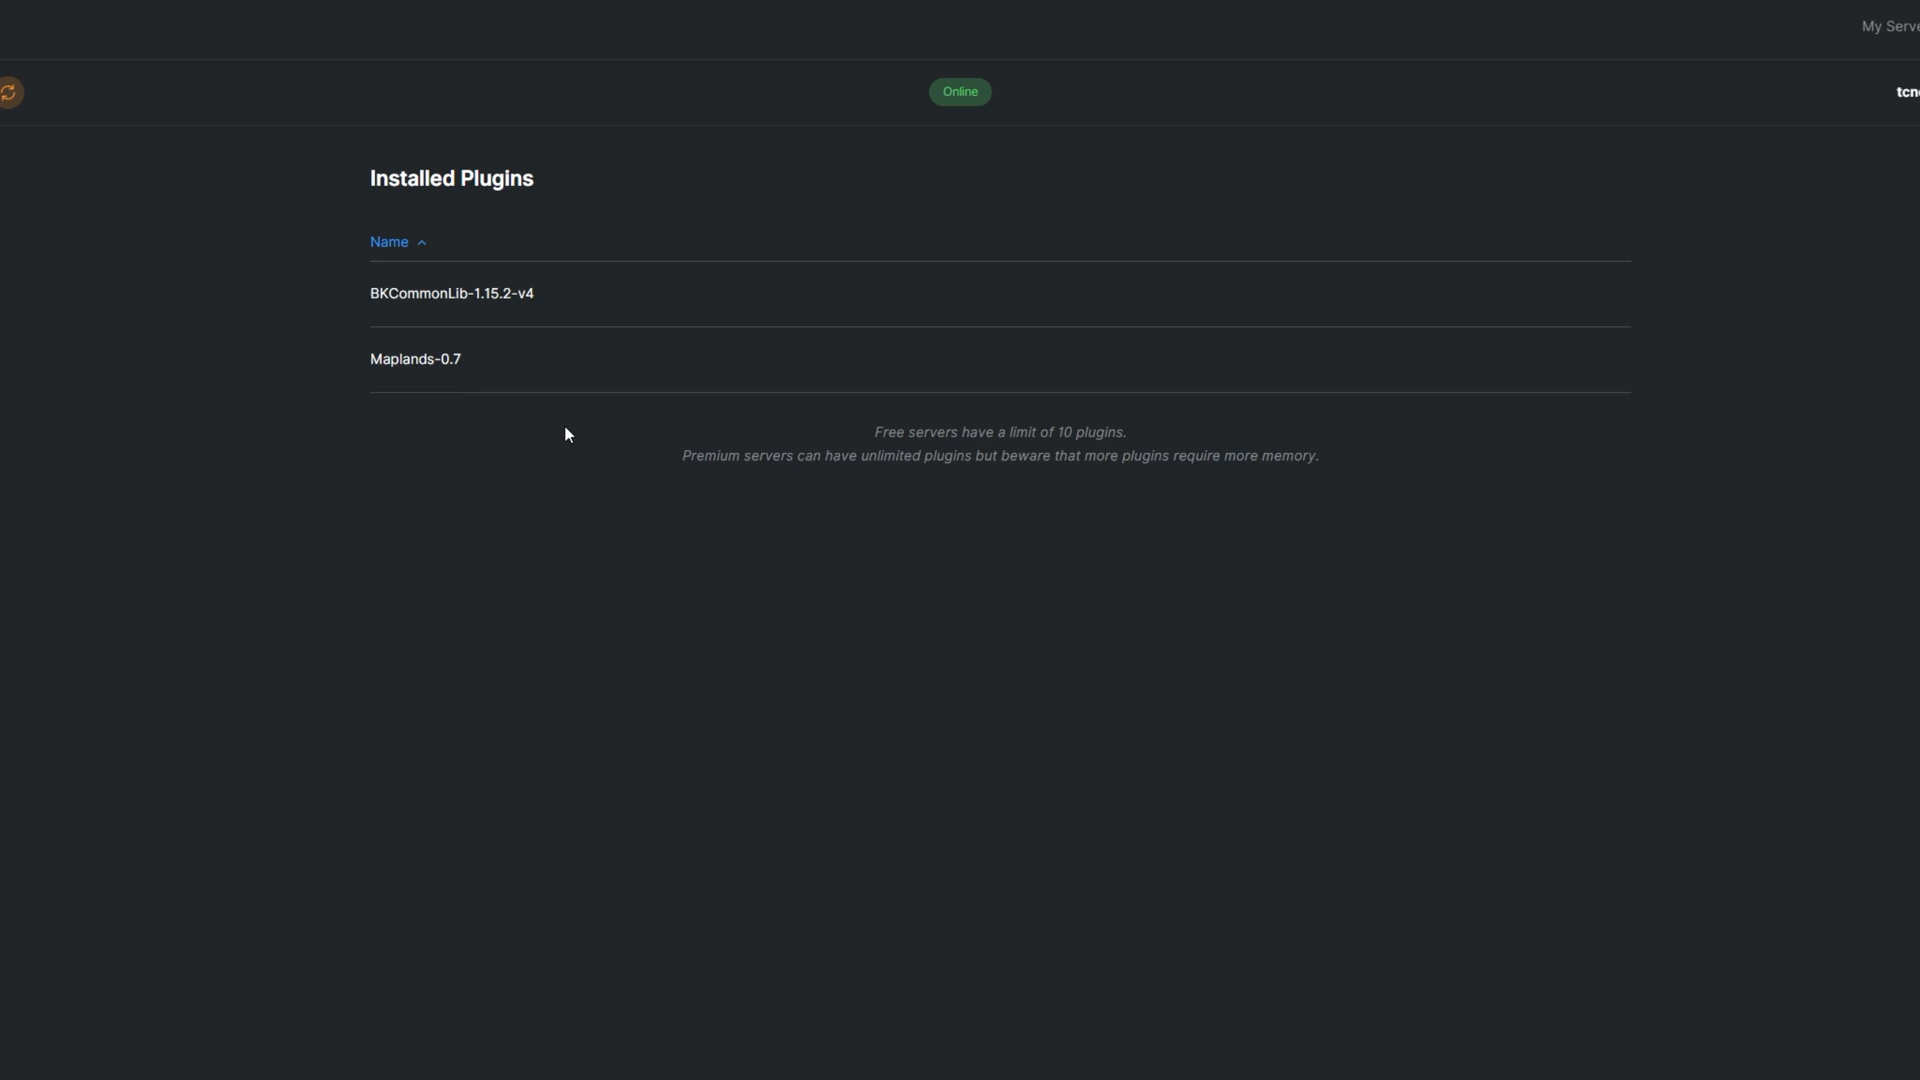 My Serve
Online
tcn
Installed Plugins
Name
BKCommonLib-1.15.2-v4
Maplands-0.7
Free servers have a limit of 10 plugins.
Premium servers can have unlimited plugins but beware that more plugins require more memory.